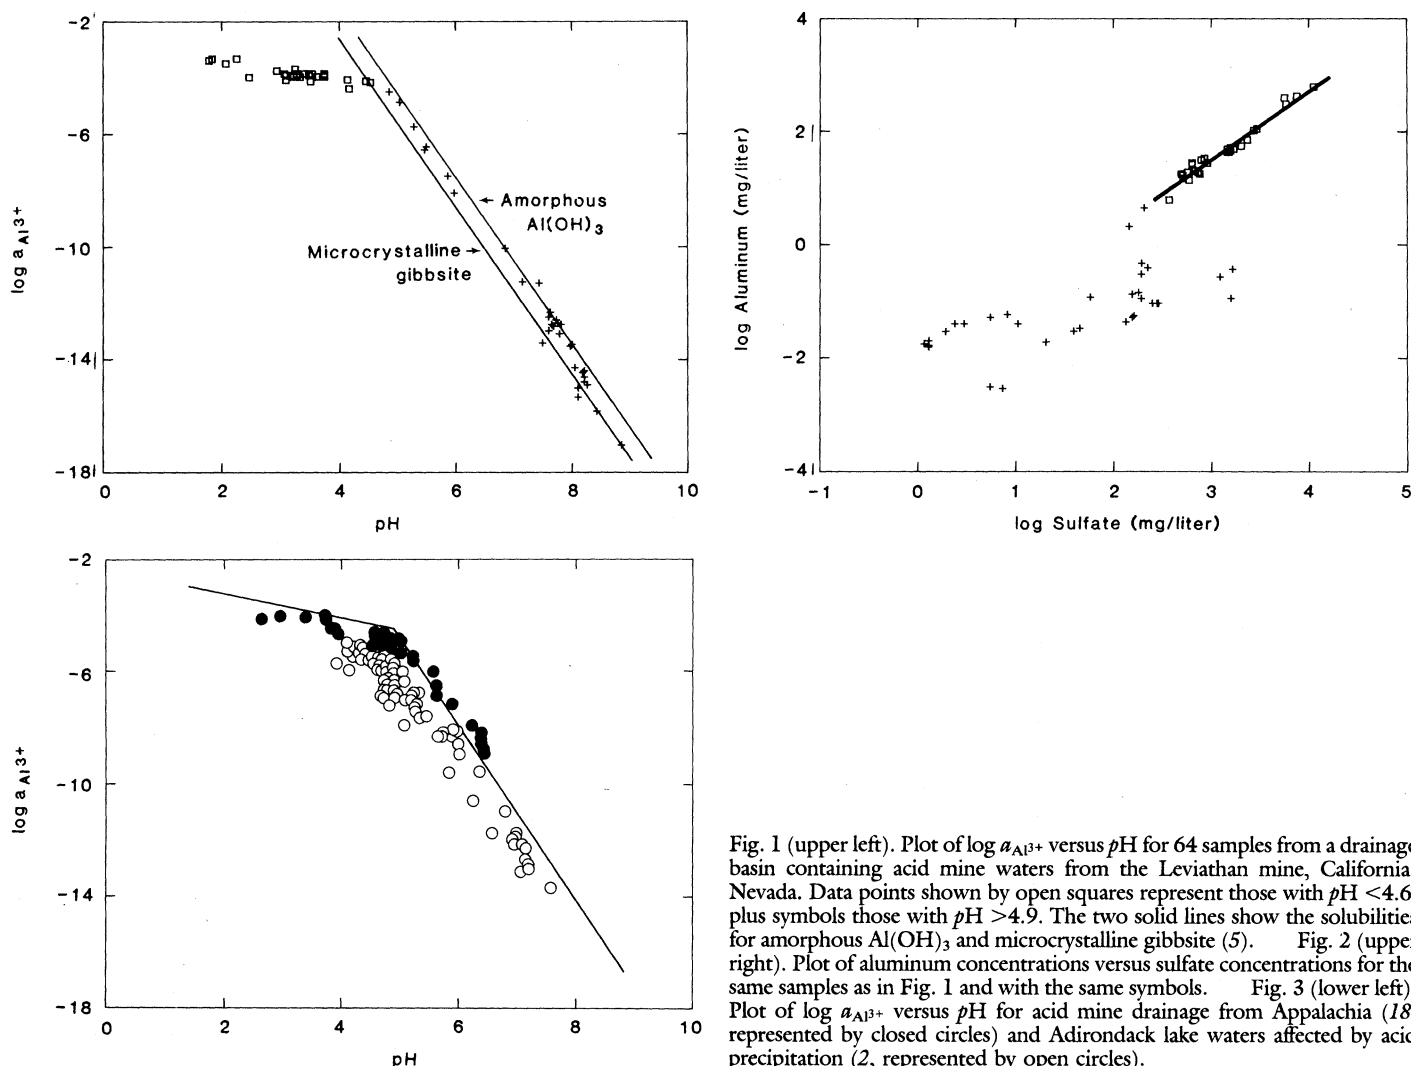 -2
-6
-10
-14
-18
0
2
4
6
8
10
pH
log a Al3+
Amorphous
Al(OH)3
Microcrystalline
gibbsite
4
2
0
-2
-4
-1
0
1
2
3
4
5
log Sulfate (mg/liter)
log Aluminum (mg/liter)
-2
-6
-10
-14
-18
0
2
4
6
8
10
pH
log a Al3+
Fig. 1 (upper left). Plot of log aAl3+ versus pH for 64 samples from a drainage
basin containing acid mine waters from the Leviathan mine, California
Nevada. Data points shown by open squares represent those with pH <4.6
plus symbols those with pH >4.9. The two solid lines show the solubilitie
for amorphous Al(OH)3 and microcrystalline gibbsite (5). Fig. 2 (upper
right). Plot of aluminum concentrations versus sulfate concentrations for the
same samples as in Fig. 1 and with the same symbols. Fig. 3 (lower left)
Plot of log aAl3+ versus pH for acid mine drainage from Appalachia (18
represented by closed circles) and Adirondack lake waters affected by acid
precipitation (2, represented by open circles).